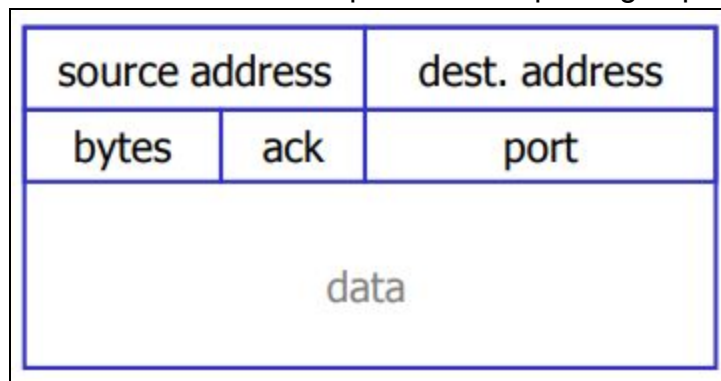 source address dest. address
bytes ack port
data